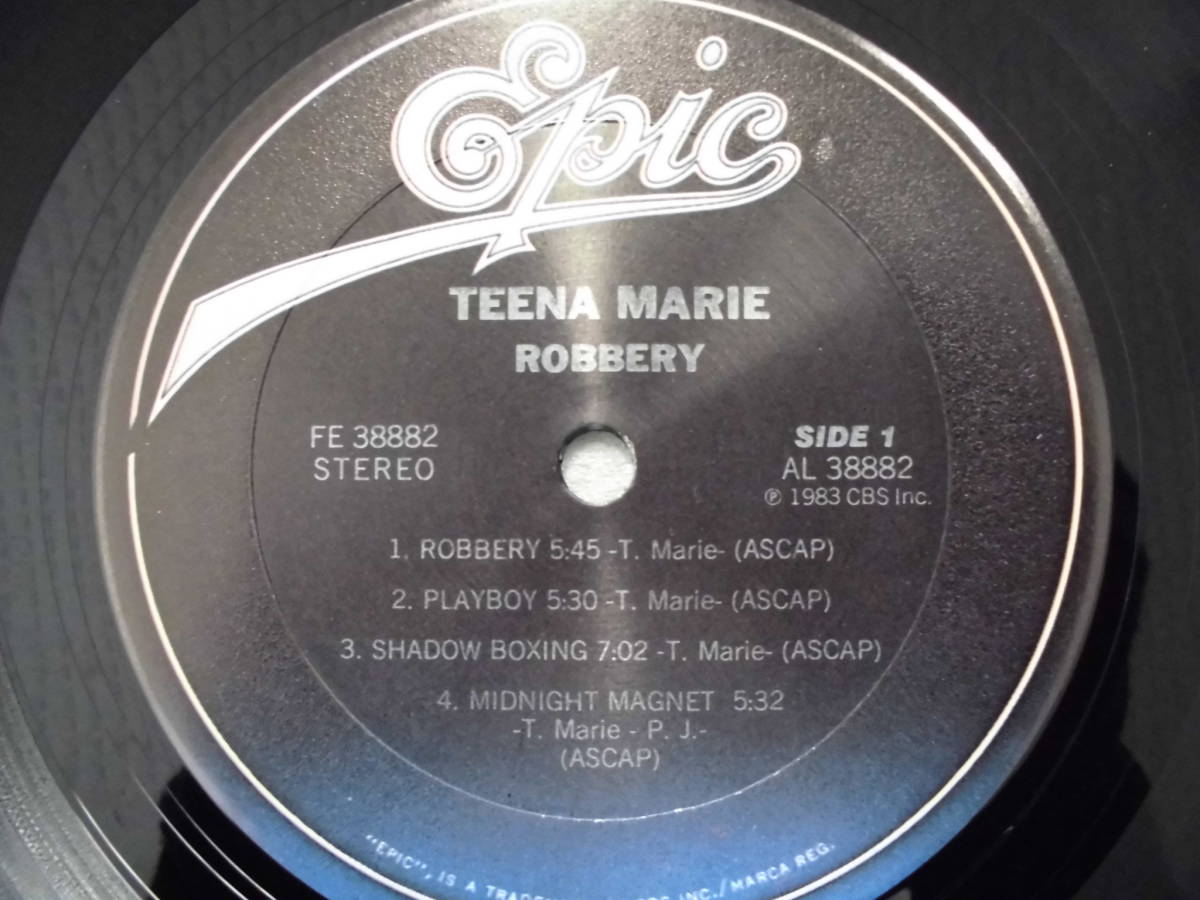 Epic
TEENA MARIE
ROBBERY
FE 38882
STEREO
SIDE 1
AL 38882
℗ 1983 CBS Inc.
1. ROBBERY 5:45 -T. Marie- (ASCAP)
2. PLAYBOY 5:30 -T. Marie- (ASCAP)
3. SHADOW BOXING 7:02 -T. Marie- (ASCAP)
4. MIDNIGHT MAGNET 5:32
-T. Marie - P. J.-
(ASCAP)
"EPIC", IS A INC./MARCA REG.